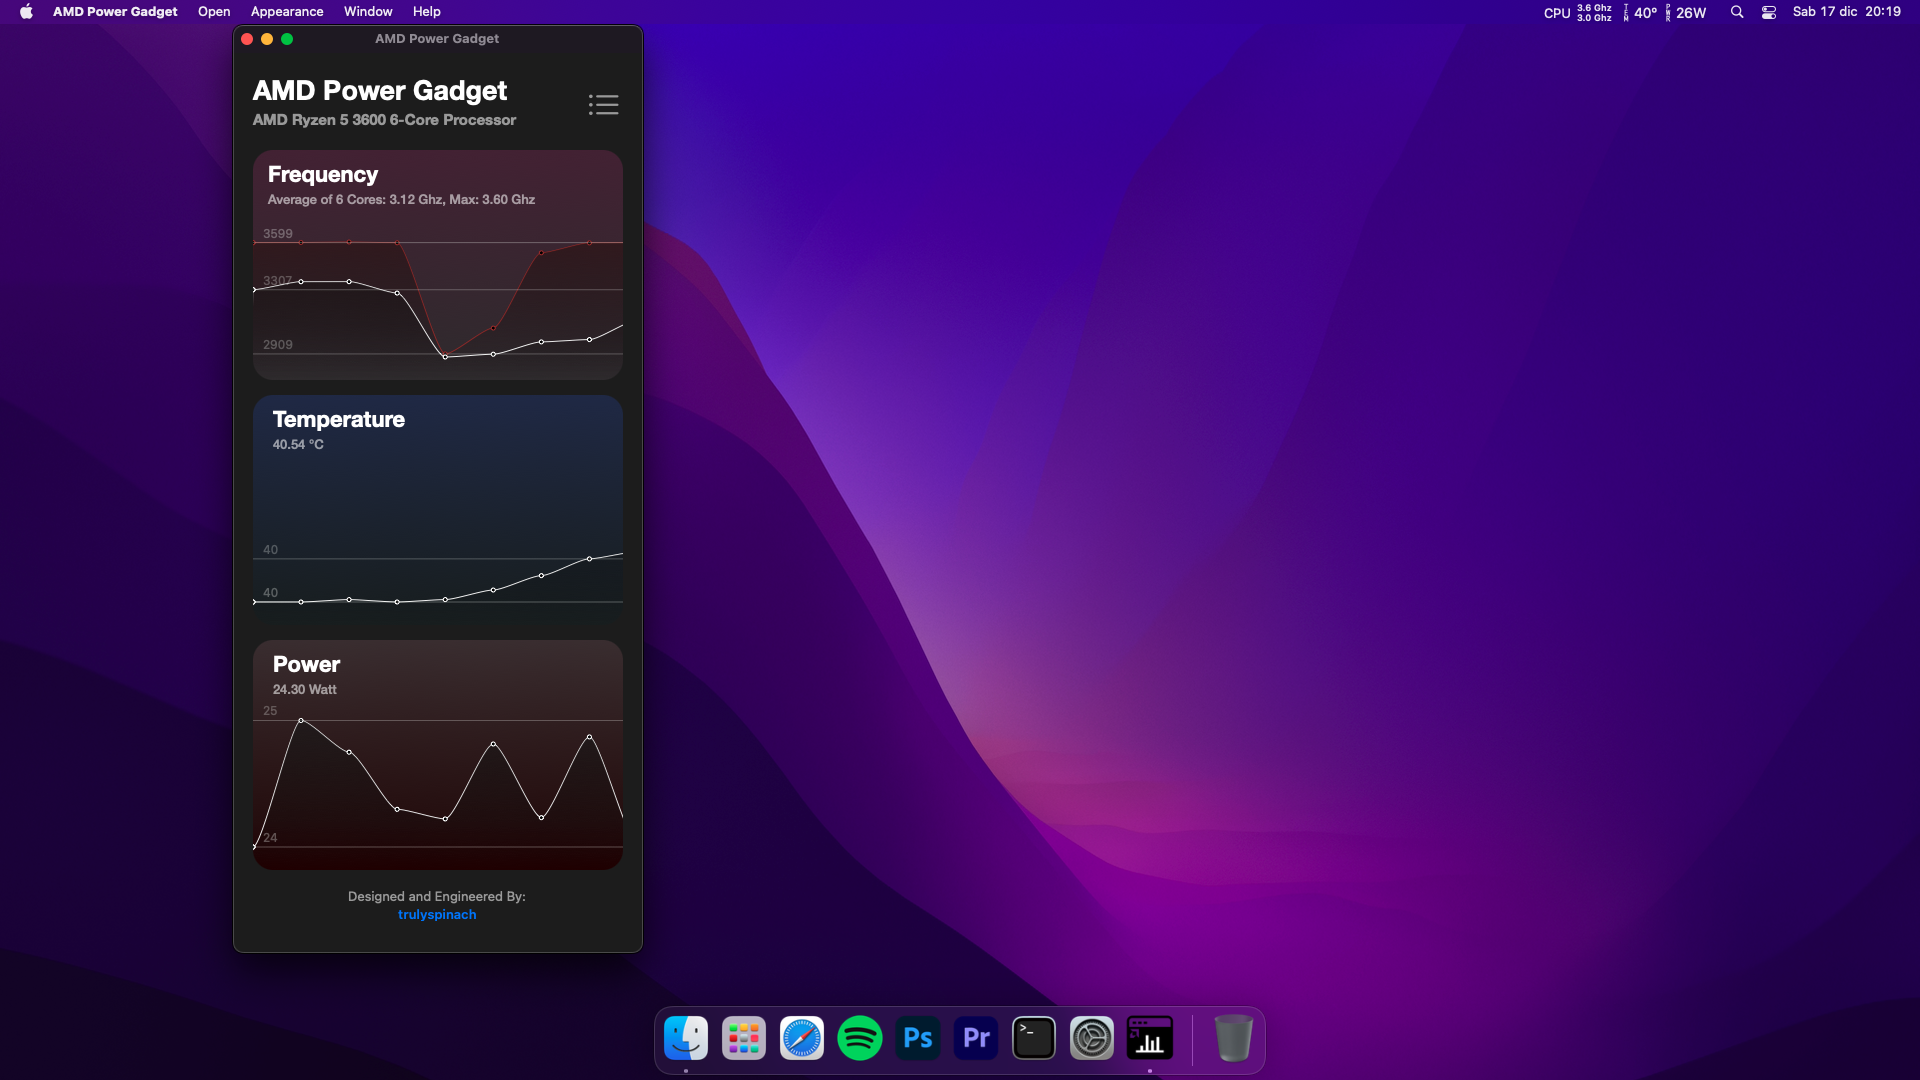 AMD Power Gadget Open Appearance Window Help
CPU 3.6 Ghz 3.0 Ghz TEM 40° PWR 26W Sab 17 dic 20:19
AMD Power Gadget
AMD Power Gadget
AMD Ryzen 5 3600 6-Core Processor
Frequency
Average of 6 Cores: 3.12 Ghz, Max: 3.60 Ghz
3599
3307
2909
Temperature
40.54 °C
40
40
Power
24.30 Watt
25
24
Designed and Engineered By:
trulyspinach
Ps Pr >_